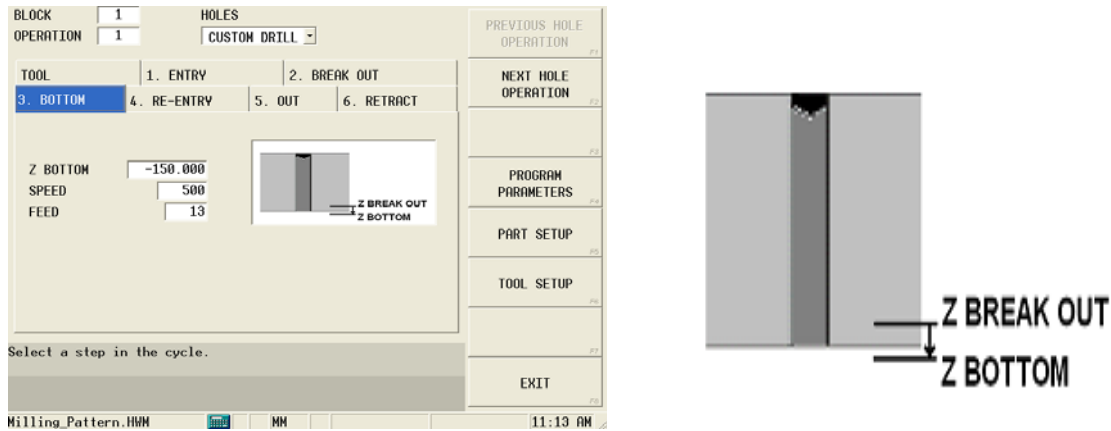 BLOCK 1 HOLES
OPERATION 1 CUSTOM DRILL
TOOL 1. ENTRY 2. BREAK OUT
3. BOTTOM 4. RE-ENTRY 5. OUT 6. RETRACT
Z BOTTOM -150.000
SPEED 500
FEED 13
Z BREAK OUT
Z BOTTOM
Select a step in the cycle.
Milling_Pattern.HWM MM 11:13 AM
PREVIOUS HOLE
OPERATION
F1
NEXT HOLE
OPERATION
F2
F3
PROGRAM
PARAMETERS
F4
PART SETUP
F5
TOOL SETUP
F6
F7
EXIT
F8
Z BREAK OUT
Z BOTTOM